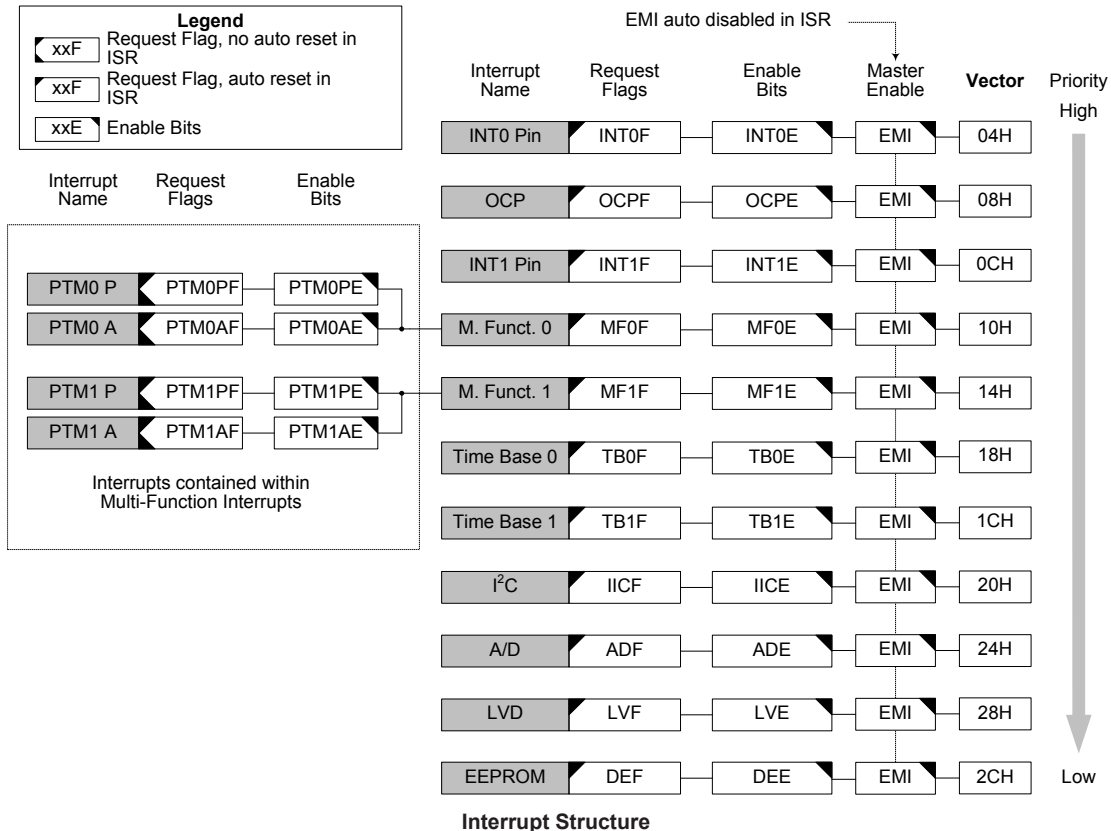 Legend
xxF Request Flag, no auto reset in
ISR
xxF Request Flag, auto reset in
ISR
xxE Enable Bits
EMI auto disabled in ISR
Interrupt
Name
Request
Flags
Enable
Bits
Master
Enable
Vector
Priority
High
INT0 Pin INT0F INT0E EMI 04H
OCP OCPF OCPE EMI 08H
INT1 Pin INT1F INT1E EMI 0CH
M. Funct. 0 MF0F MF0E EMI 10H
M. Funct. 1 MF1F MF1E EMI 14H
Time Base 0 TB0F TB0E EMI 18H
Time Base 1 TB1F TB1E EMI 1CH
I²C IICF IICE EMI 20H
A/D ADF ADE EMI 24H
LVD LVF LVE EMI 28H
EEPROM DEF DEE EMI 2CH
Low
Interrupt
Name
Request
Flags
Enable
Bits
PTM0 P PTM0PF PTM0PE
PTM0 A PTM0AF PTM0AE
PTM1 P PTM1PF PTM1PE
PTM1 A PTM1AF PTM1AE
Interrupts contained within
Multi-Function Interrupts
Interrupt Structure